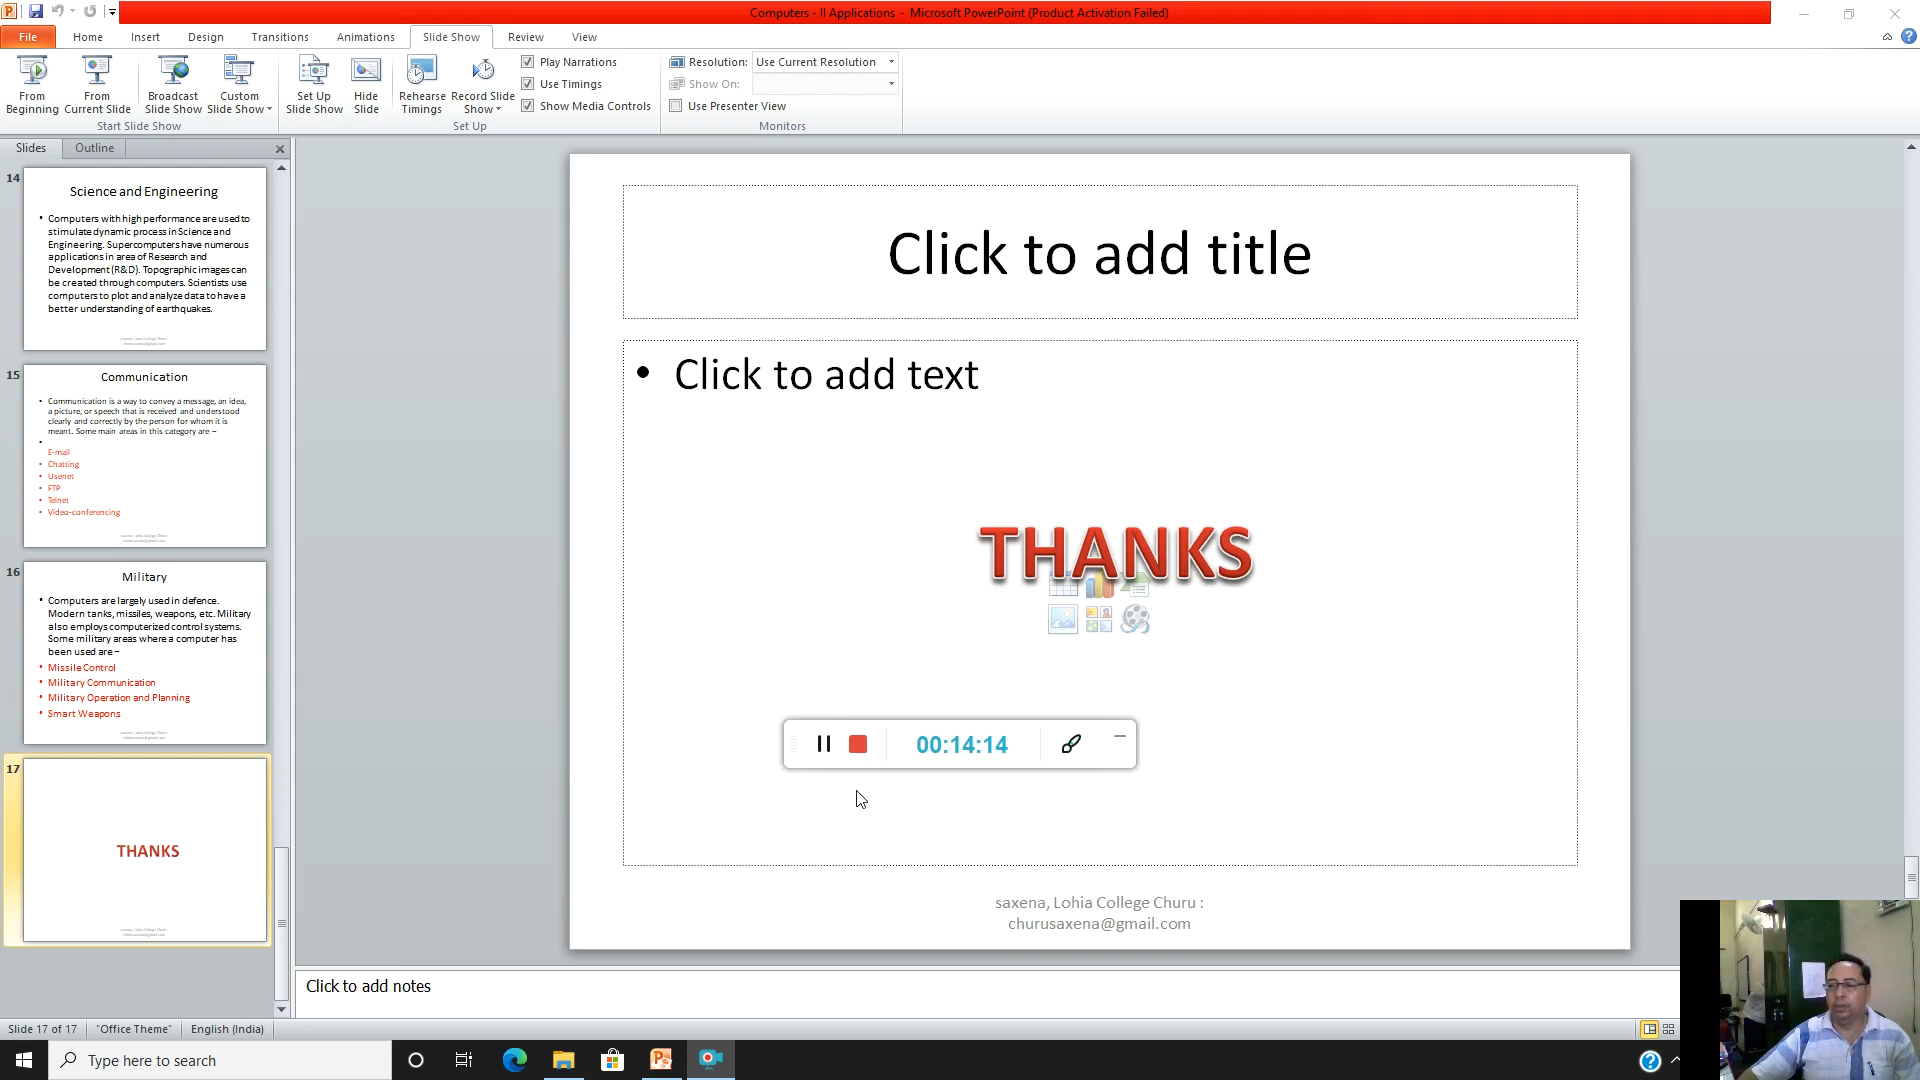 Computers - II Applications - Microsoft PowerPoint (Product Activation Failed)
File Home Insert Design Transitions Animations Slide Show Review View
From Beginning
From Current Slide
Broadcast Slide Show
Custom Slide Show
Start Slide Show
Set Up Slide Show
Hide Slide
Rehearse Timings
Record Slide Show
Play Narrations
Use Timings
Show Media Controls
Set Up
Resolution: Use Current Resolution
Show On:
Use Presenter View
Monitors
Slides Outline
14
Science and Engineering
• Computers with high performance are used to
stimulate dynamic process in Science and
Engineering. Supercomputers have numerous
applications in area of Research and
Development (R&D). Topographic images can
be created through computers. Scientists use
computers to plot and analyze data to have a
better understanding of earthquakes.
15
Communication
• Communication is a way to convey a message, an idea,
a picture, or speech that is received and understood
clearly and correctly by the person for whom it is
meant. Some main areas in this category are –
•
E-mail
• Chatting
• Usenet
• FTP
• Telnet
• Video-conferencing
16
Military
• Computers are largely used in defence.
Modern tanks, missiles, weapons, etc. Military
also employs computerized control systems.
Some military areas where a computer has
been used are –
• Missile Control
• Military Communication
• Military Operation and Planning
• Smart Weapons
17
THANKS
Click to add title
• Click to add text
THANKS
00:14:14
saxena, Lohia College Churu :
churusaxena@gmail.com
Click to add notes
Slide 17 of 17 "Office Theme" English (India)
Type here to search